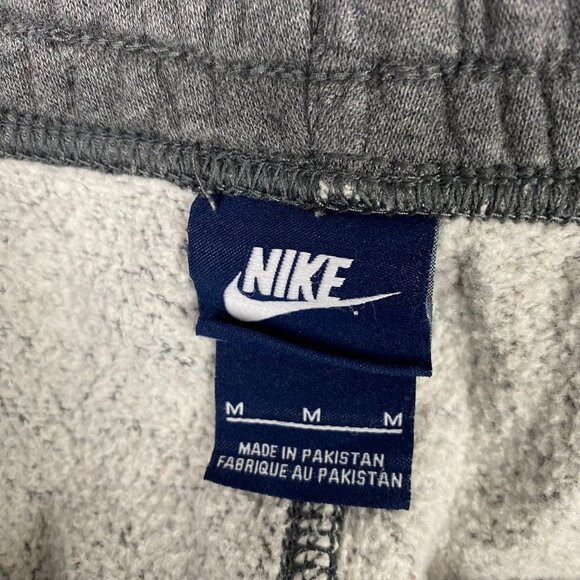 NIKE
M M M
MADE IN PAKISTAN
FABRIQUE AU PAKISTAN